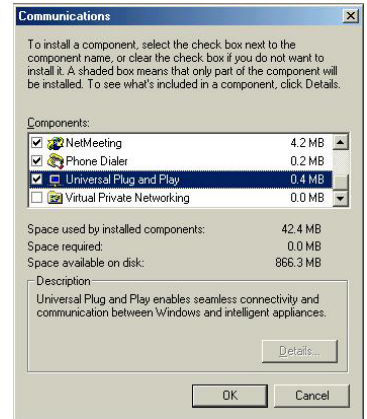 Communications
To install a component, select the check box next to the
component name, or clear the check box if you do not want to
install it. A shaded box means that only part of the component will
be installed. To see what's included in a component, click Details.
Components:
NetMeeting 4.2 MB
Phone Dialer 0.2 MB
Universal Plug and Play 0.4 MB
Virtual Private Networking 0.0 MB
Space used by installed components: 42.4 MB
Space required: 0.0 MB
Space available on disk: 866.3 MB
Description
Universal Plug and Play enables seamless connectivity and
communication between Windows and intelligent appliances.
Details...
OK Cancel